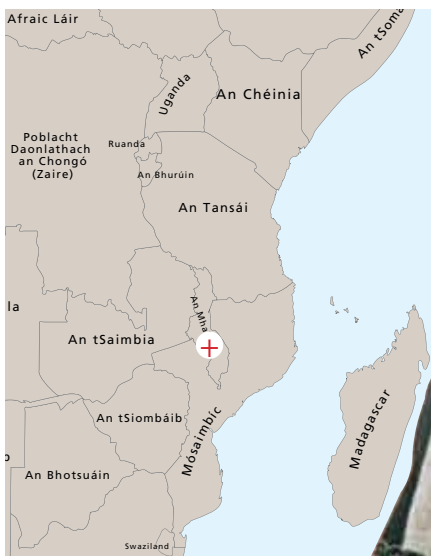 Afraic Láir
An tSoma
Uganda
An Chéinia
Poblacht
Daonlathach
an Chongó
(Zaire)
Ruanda
An Bhurúin
An Tansái
la
An Mha
An tSaimbia
An tSiombáib
Mósaimbíc
Madagascar
An Bhotsuáin
Swaziland